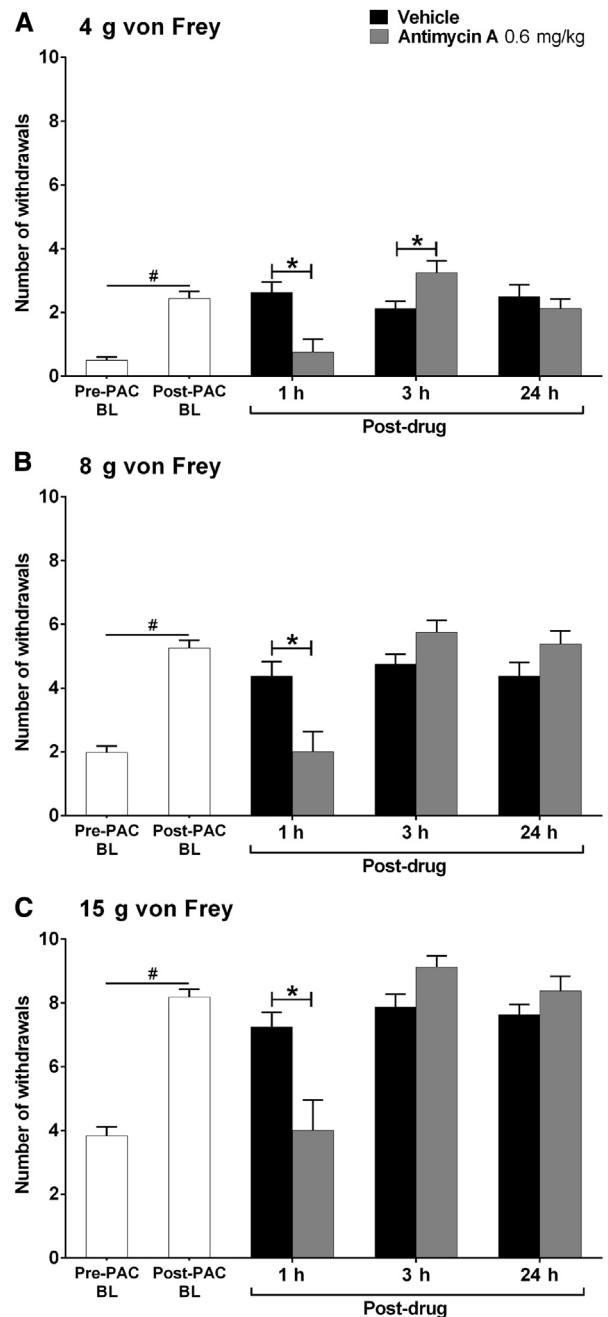 A 4 g von Frey
Vehicle
Antimycin A 0.6 mg/kg
Number of withdrawals
10
8
6
4
2
0
#
*
*
Pre-PAC BL
Post-PAC BL
1 h
3 h
24 h
Post-drug
B 8 g von Frey
Number of withdrawals
10
8
6
4
2
0
#
*
Pre-PAC BL
Post-PAC BL
1 h
3 h
24 h
Post-drug
C 15 g von Frey
Number of withdrawals
10
8
6
4
2
0
#
*
Pre-PAC BL
Post-PAC BL
1 h
3 h
24 h
Post-drug